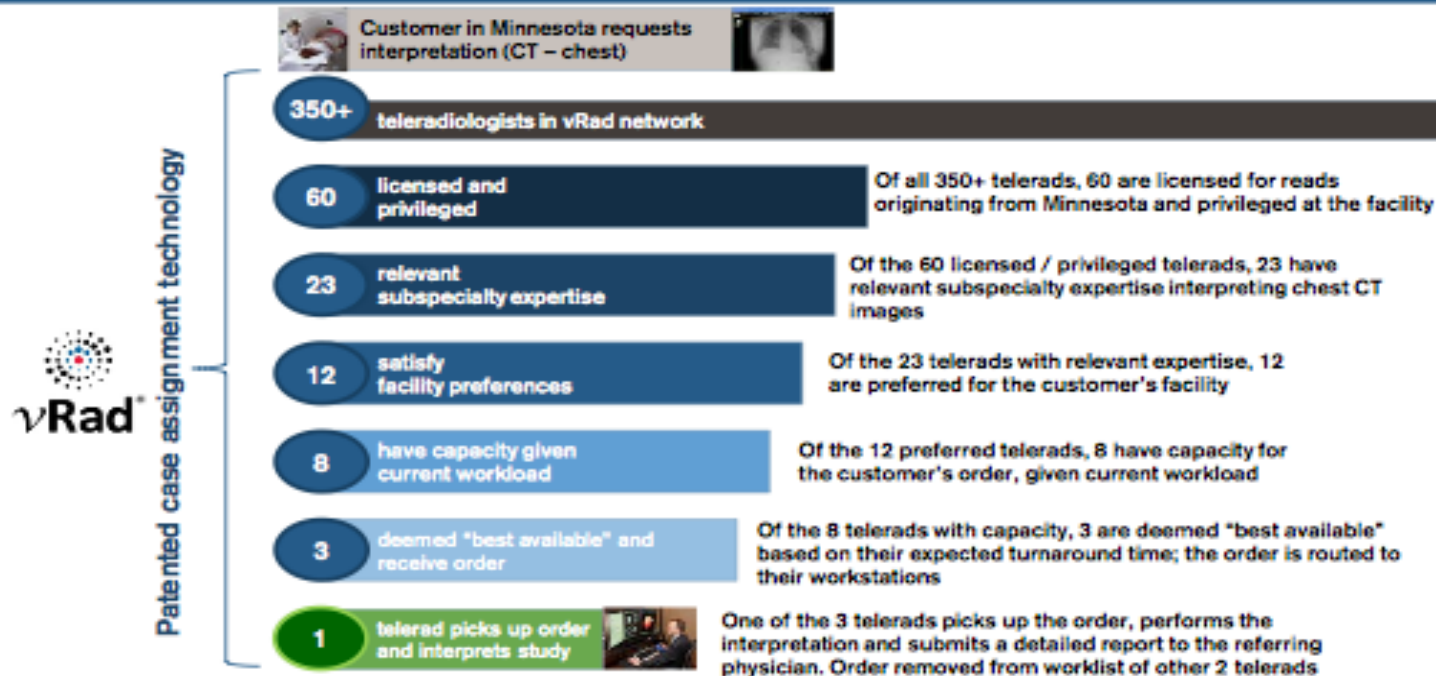 Customer in Minnesota requests
interpretation (CT – chest)
350+
teleradiologists in vRad network
60
licensed and
privileged
Of all 350+ telerads, 60 are licensed for reads
originating from Minnesota and privileged at the facility
23
relevant
subspecialty expertise
Of the 60 licensed / privileged telerads, 23 have
relevant subspecialty expertise interpreting chest CT
images
12
satisfy
facility preferences
Of the 23 telerads with relevant expertise, 12
are preferred for the customer's facility
8
have capacity given
current workload
Of the 12 preferred telerads, 8 have capacity for
the customer's order, given current workload
3
deemed "best available" and
receive order
Of the 8 telerads with capacity, 3 are deemed "best available"
based on their expected turnaround time; the order is routed to
their workstations
1
telerad picks up order
and interprets study
One of the 3 telerads picks up the order, performs the
interpretation and submits a detailed report to the referring
physician. Order removed from worklist of other 2 telerads
Patented case assignment technology
vRad